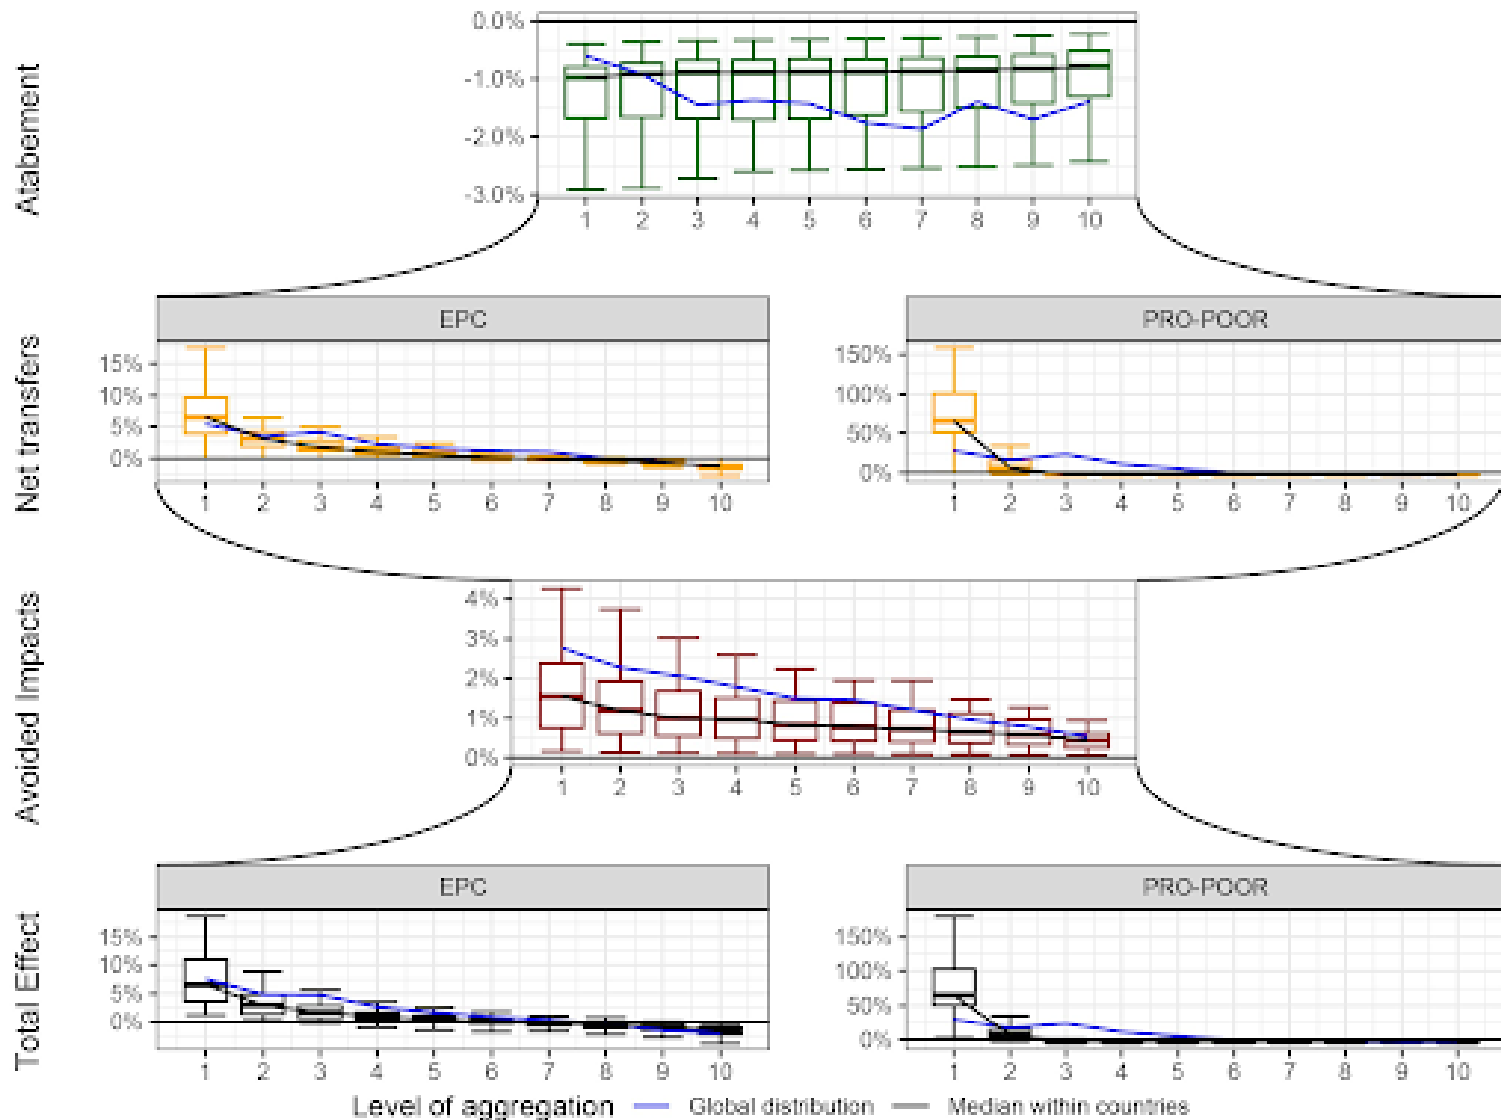 Atabement
0.0%
-1.0%
-2.0%
-3.0%
1 2 3 4 5 6 7 8 9 10
Net transfers
EPC
15%
10%
5%
0%
1 2 3 4 5 6 7 8 9 10
PRO-POOR
150%
100%
50%
0%
1 2 3 4 5 6 7 8 9 10
Avoided Impacts
4%
3%
2%
1%
0%
1 2 3 4 5 6 7 8 9 10
Total Effect
EPC
15%
10%
5%
0%
1 2 3 4 5 6 7 8 9 10
PRO-POOR
150%
100%
50%
0%
1 2 3 4 5 6 7 8 9 10
Level of aggregation Global distribution Median within countries